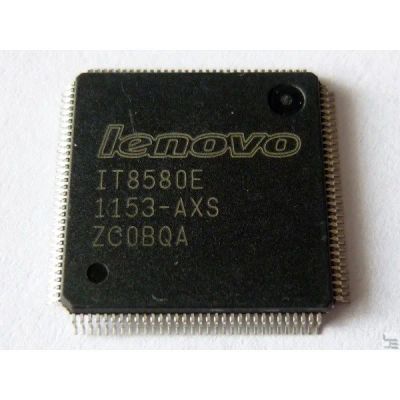 lenovo
IT8580E
1153-AXS
ZC0BQA